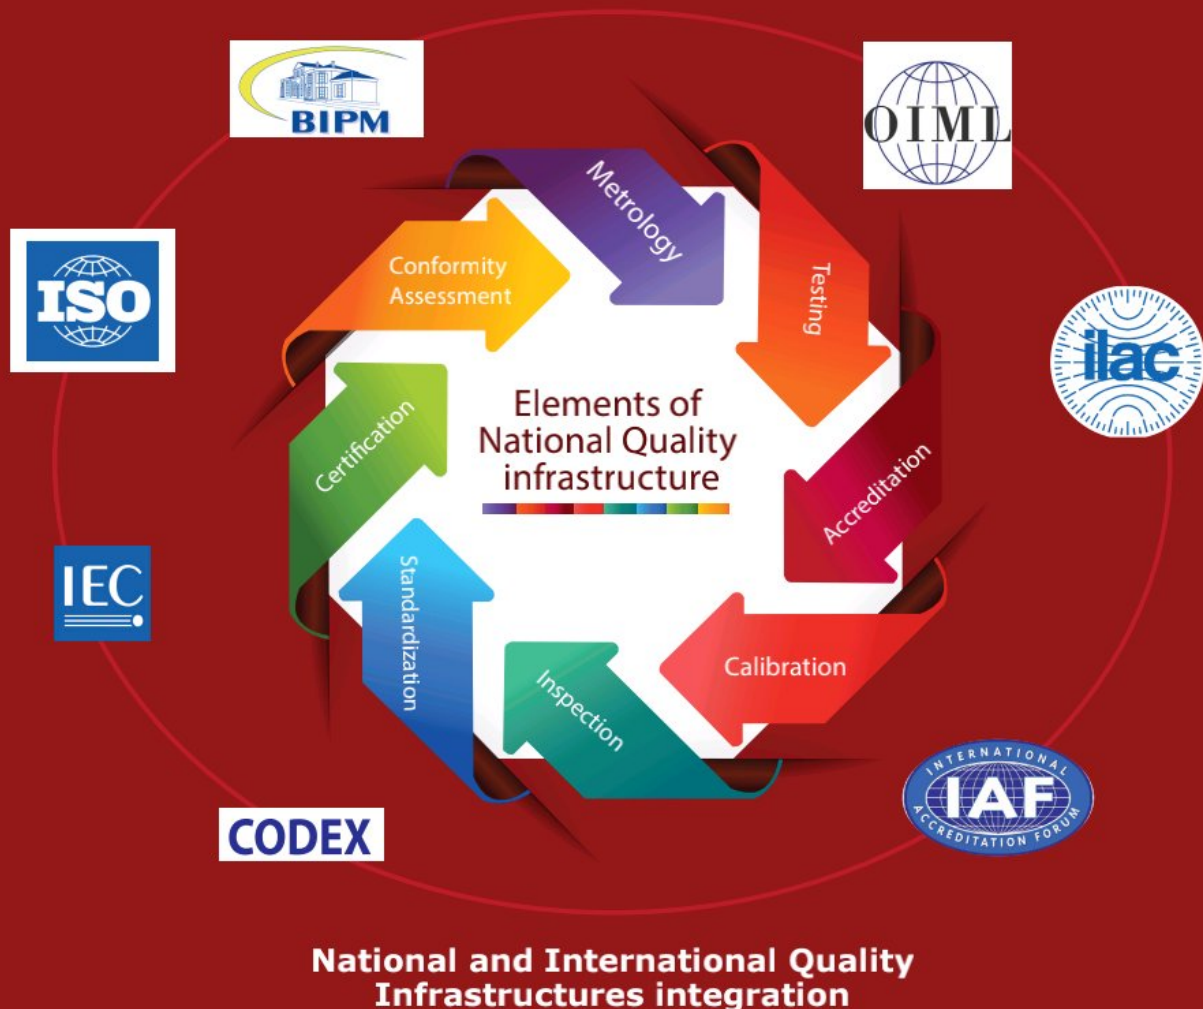 BIPM
OIML
Metrology
Conformity
Assessment
Testing
ISO
ilac
Certification
Elements of
National Quality
infrastructure
Accreditation
IEC
Standardization
Calibration
Inspection
INTERNATIONAL
IAF
ACCREDITATION FORUM
CODEX
National and International Quality
Infrastructures integration